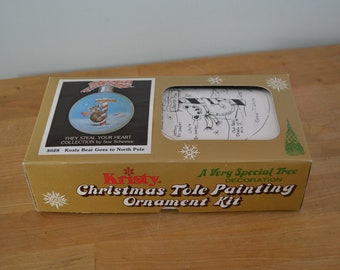 THEY STEAL YOUR HEART
COLLECTION by Sue Scheewe
8028 Koala Bear Goes to North Pole
A Very Special Tree
DECORATION
Kristy
Christmas Tole Painting
Ornament Kit